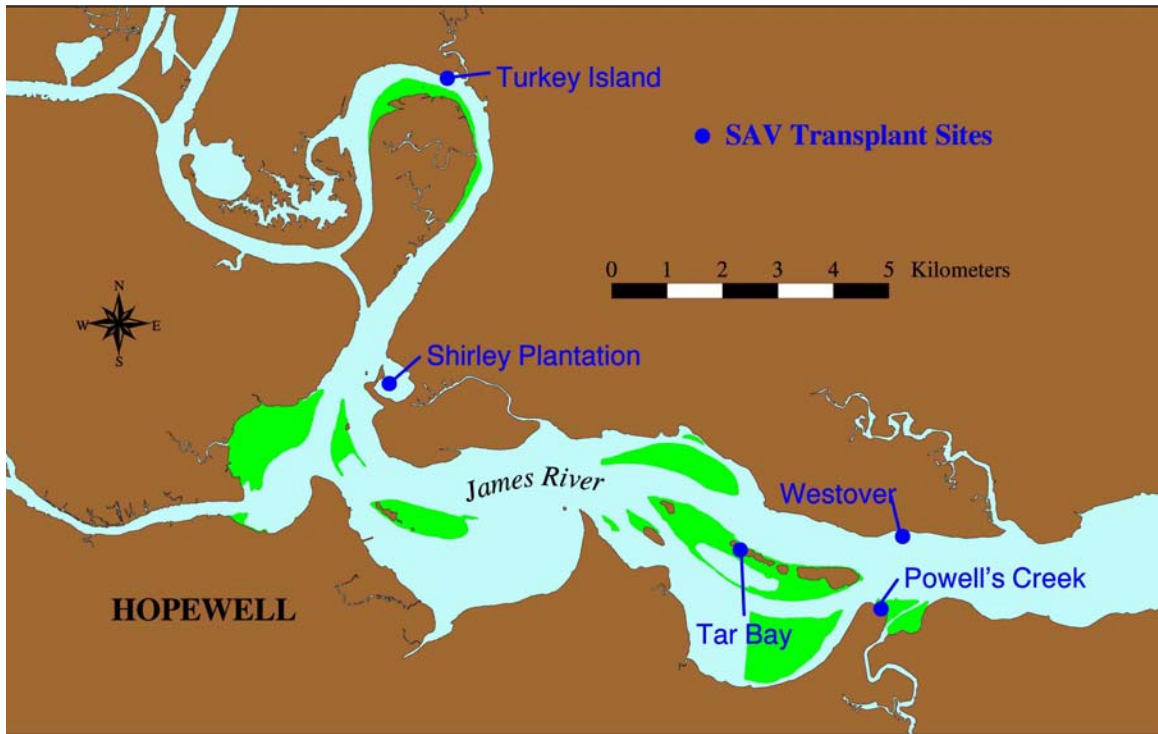 Turkey Island
SAV Transplant Sites
0 1 2 3 4 5 Kilometers
N
W E
S
Shirley Plantation
James River
Westover
Powell's Creek
HOPEWELL
Tar Bay